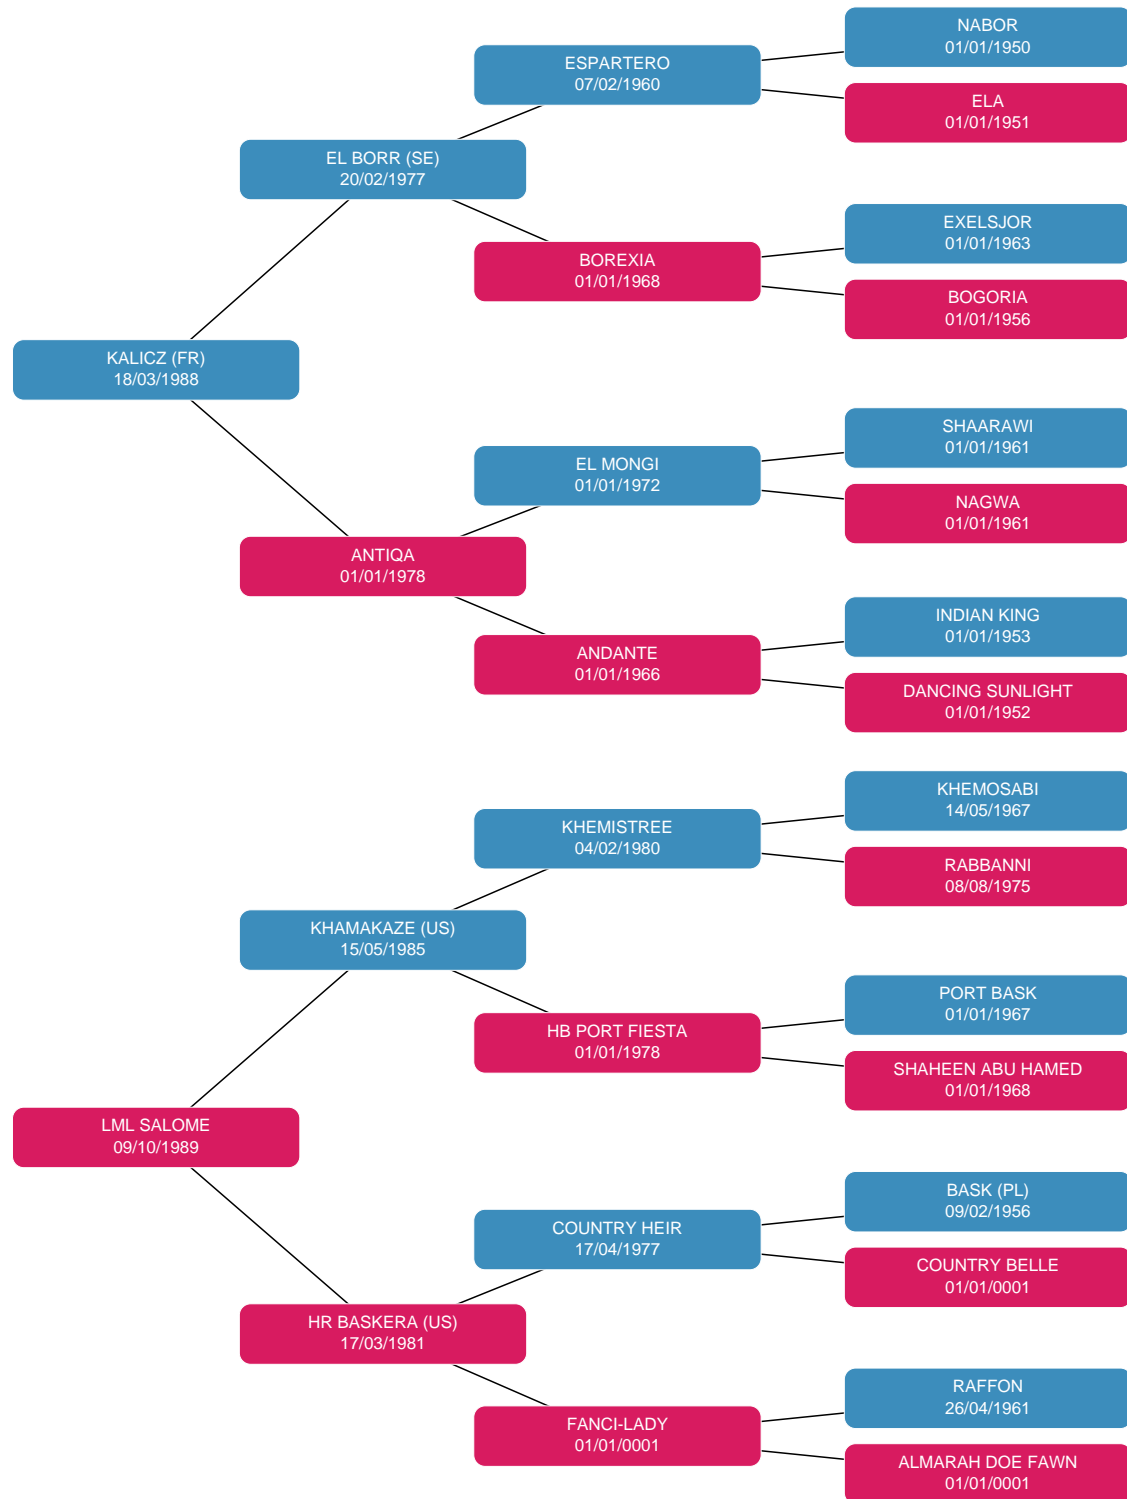 NABOR
01/01/1950
ESPARTERO
07/02/1960
ELA
01/01/1951
EL BORR (SE)
20/02/1977
EXELSJOR
01/01/1963
BOREXIA
01/01/1968
BOGORIA
01/01/1956
KALICZ (FR)
18/03/1988
SHAARAWI
01/01/1961
EL MONGI
01/01/1972
NAGWA
01/01/1961
ANTIQA
01/01/1978
INDIAN KING
01/01/1953
ANDANTE
01/01/1966
DANCING SUNLIGHT
01/01/1952
KHEMOSABI
14/05/1967
KHEMISTREE
04/02/1980
RABBANNI
08/08/1975
KHAMAKAZE (US)
15/05/1985
PORT BASK
01/01/1967
HB PORT FIESTA
01/01/1978
SHAHEEN ABU HAMED
01/01/1968
LML SALOME
09/10/1989
BASK (PL)
09/02/1956
COUNTRY HEIR
17/04/1977
COUNTRY BELLE
01/01/0001
HR BASKERA (US)
17/03/1981
RAFFON
26/04/1961
FANCI-LADY
01/01/0001
ALMARAH DOE FAWN
01/01/0001